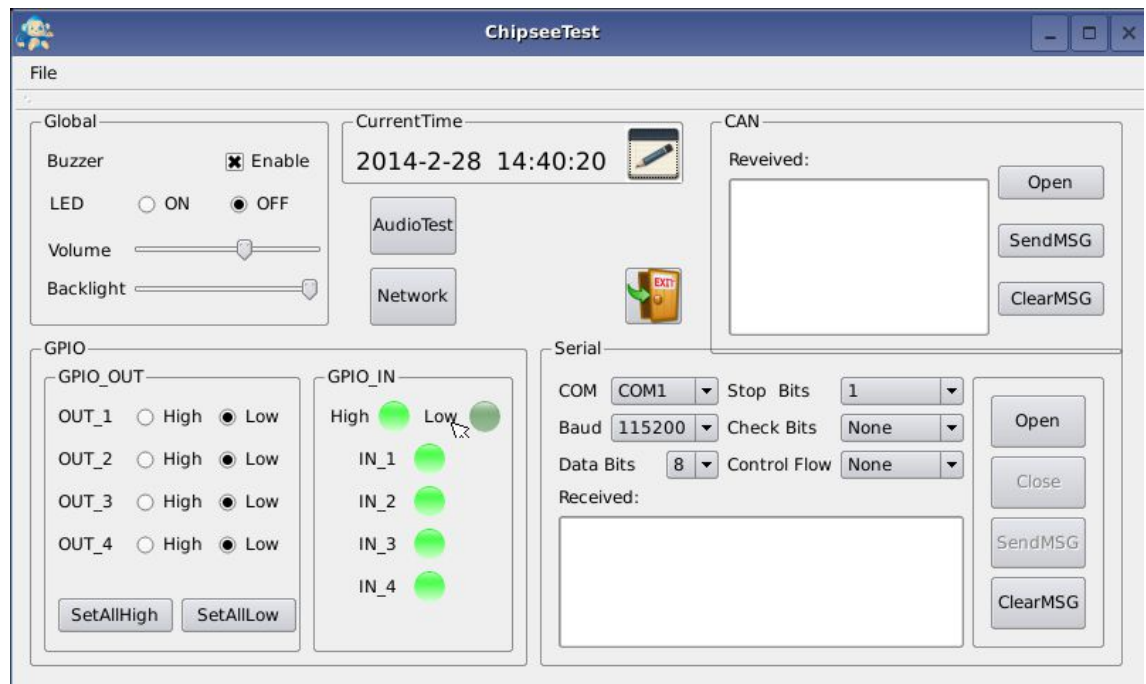 ChipseeTest
File
Global
Buzzer Enable
LED ON OFF
Volume
Backlight
CurrentTime
2014-2-28 14:40:20
AudioTest
Network
EXIT
CAN
Reveived:
Open
SendMSG
ClearMSG
GPIO
GPIO_OUT
OUT_1 High Low
OUT_2 High Low
OUT_3 High Low
OUT_4 High Low
SetAllHigh SetAllLow
GPIO_IN
High Low
IN_1
IN_2
IN_3
IN_4
Serial
COM COM1 Stop Bits 1
Baud 115200 Check Bits None
Data Bits 8 Control Flow None
Received:
Open
Close
SendMSG
ClearMSG